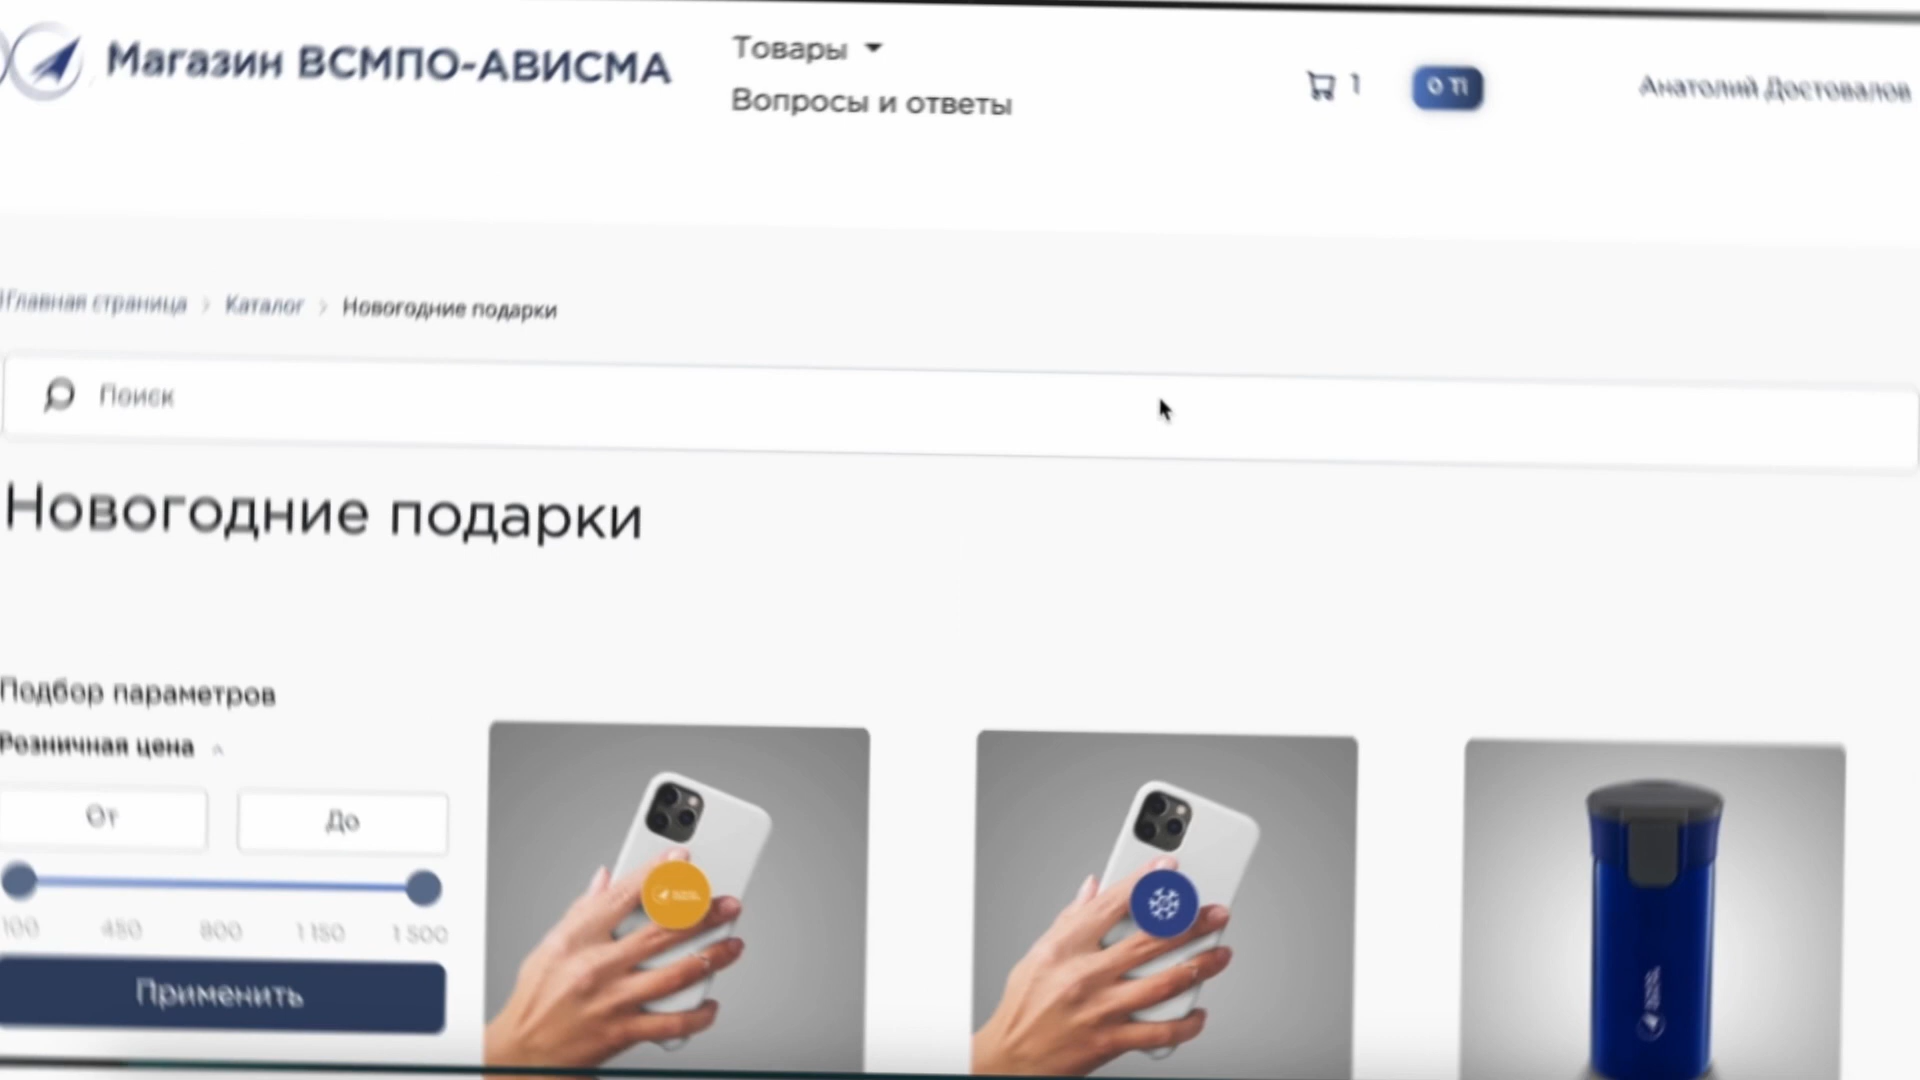 Магазин ВСМПО-АВИСМА
Товары
Вопросы и ответы
1
0 Ti
Анатолий Достовалов
Главная страница > Каталог > Новогодние подарки
Поиск
Новогодние подарки
Подбор параметров
Розничная цена
От
До
100 450 800 1 150 1 500
Применить